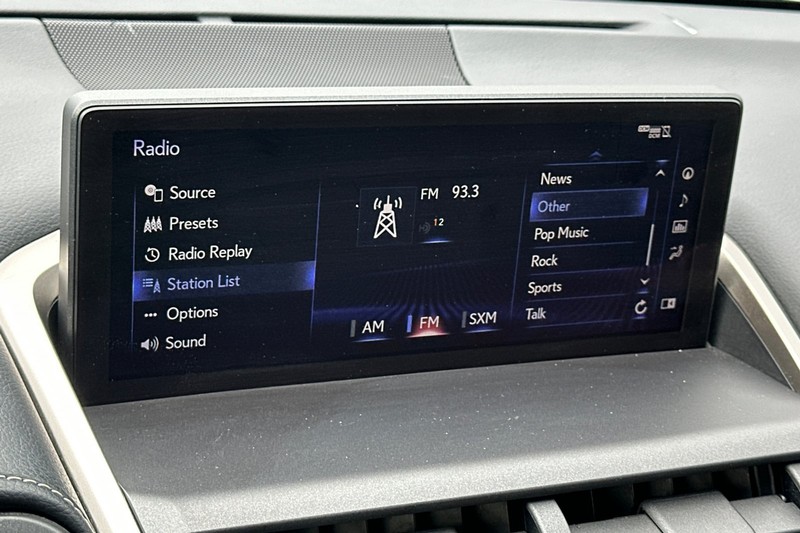 Radio
Source
Presets
Radio Replay
Station List
Options
Sound
FM 93.3
12
AM
FM
SXM
News
Other
Pop Music
Rock
Sports
Talk